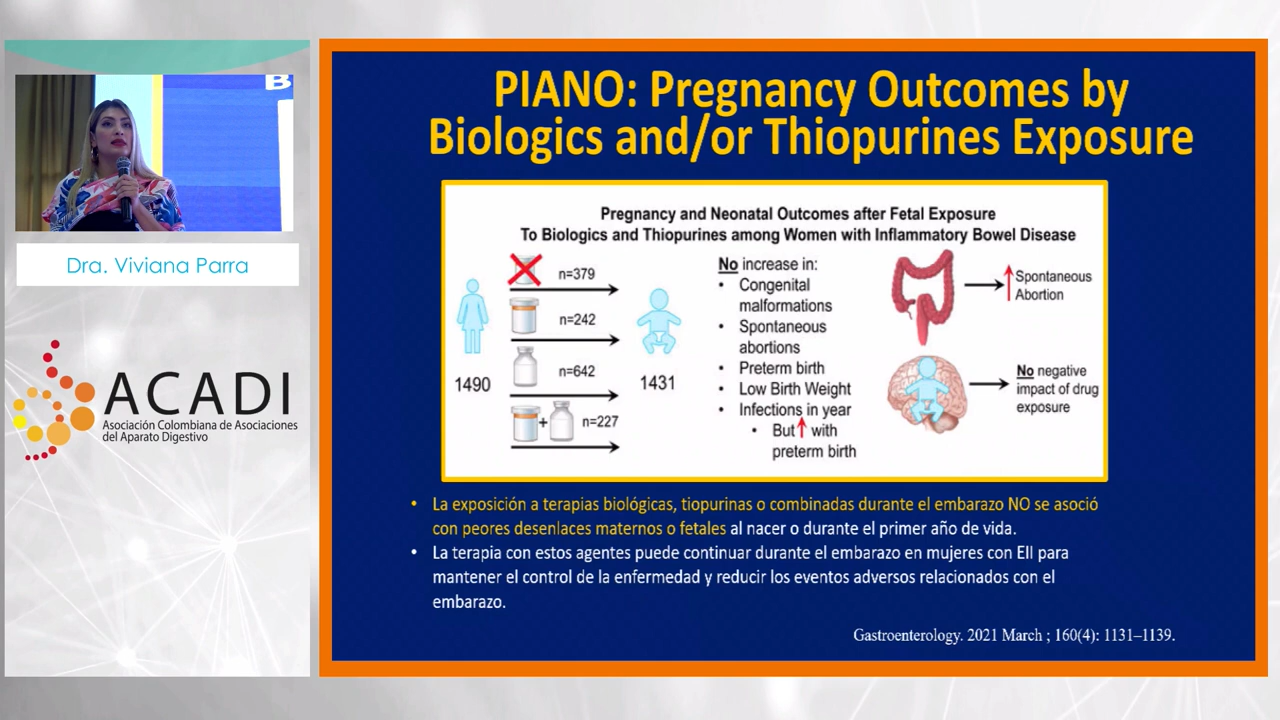 B
Dra. Viviana Parra
ACADI
Asociación Colombiana de Asociaciones
del Aparato Digestivo
PIANO: Pregnancy Outcomes by
Biologics and/or Thiopurines Exposure
Pregnancy and Neonatal Outcomes after Fetal Exposure
To Biologics and Thiopurines among Women with Inflammatory Bowel Disease
1490
n=379
n=242
n=642
+
n=227
1431
No increase in:
• Congenital
malformations
• Spontaneous
abortions
• Preterm birth
• Low Birth Weight
• Infections in year
• But ↑ with
preterm birth
Spontaneous
Abortion
No negative
impact of drug
exposure
• La exposición a terapias biológicas, tiopurinas o combinadas durante el embarazo NO se asoció
con peores desenlaces maternos o fetales al nacer o durante el primer año de vida.
• La terapia con estos agentes puede continuar durante el embarazo en mujeres con EII para
mantener el control de la enfermedad y reducir los eventos adversos relacionados con el
embarazo.
Gastroenterology. 2021 March ; 160(4): 1131–1139.